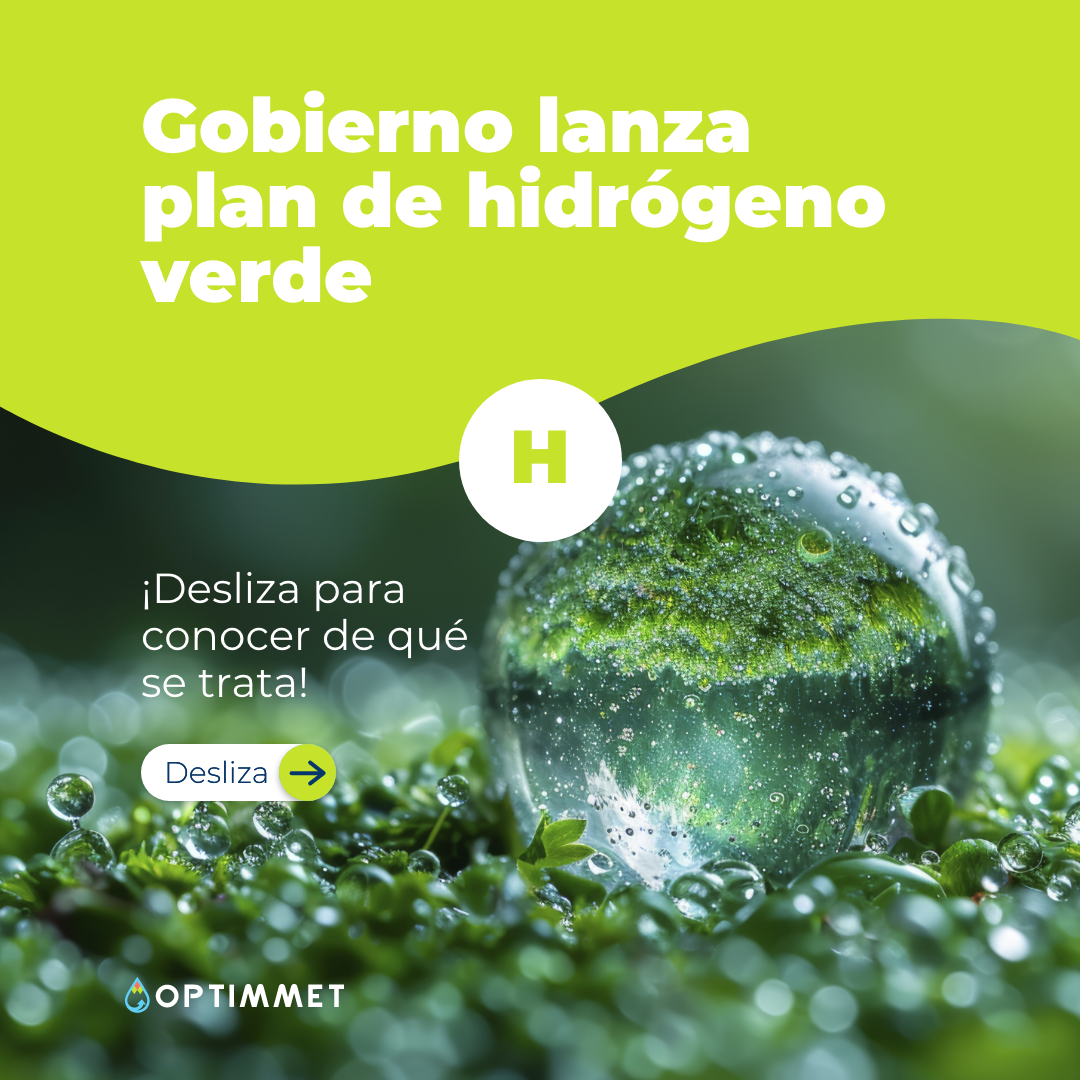 Gobierno lanza
plan de hidrógeno
verde
H
¡Desliza para
conocer de qué
se trata!
Desliza
OPTIMMET